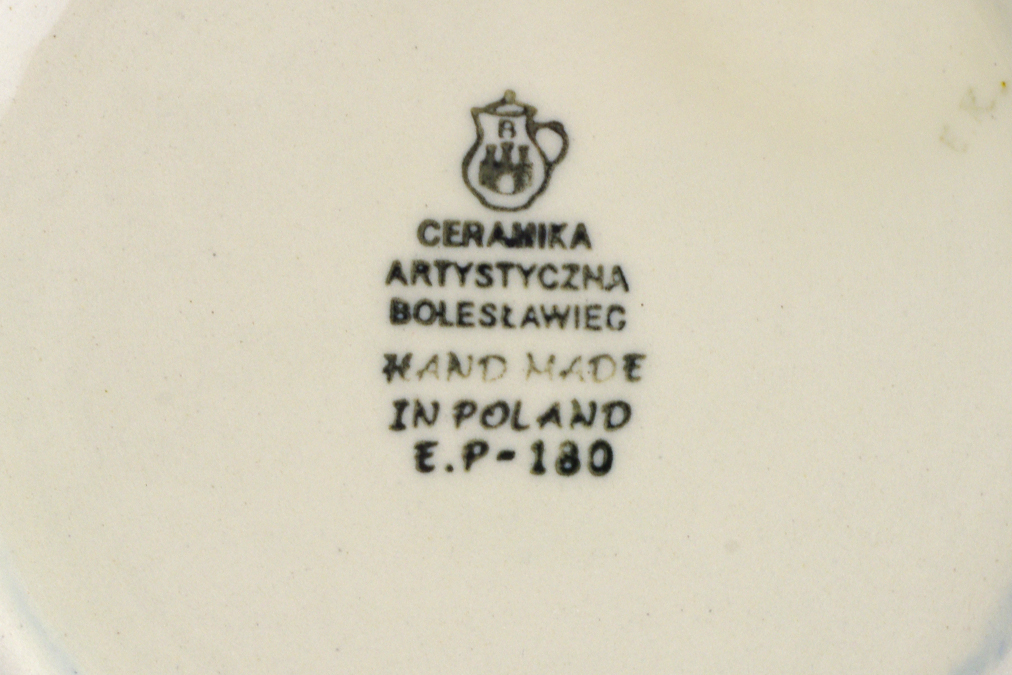 CERAMIKA
ARTYSTYCZNA
BOLESŁAWIEC
HAND MADE
IN POLAND
E.P-180